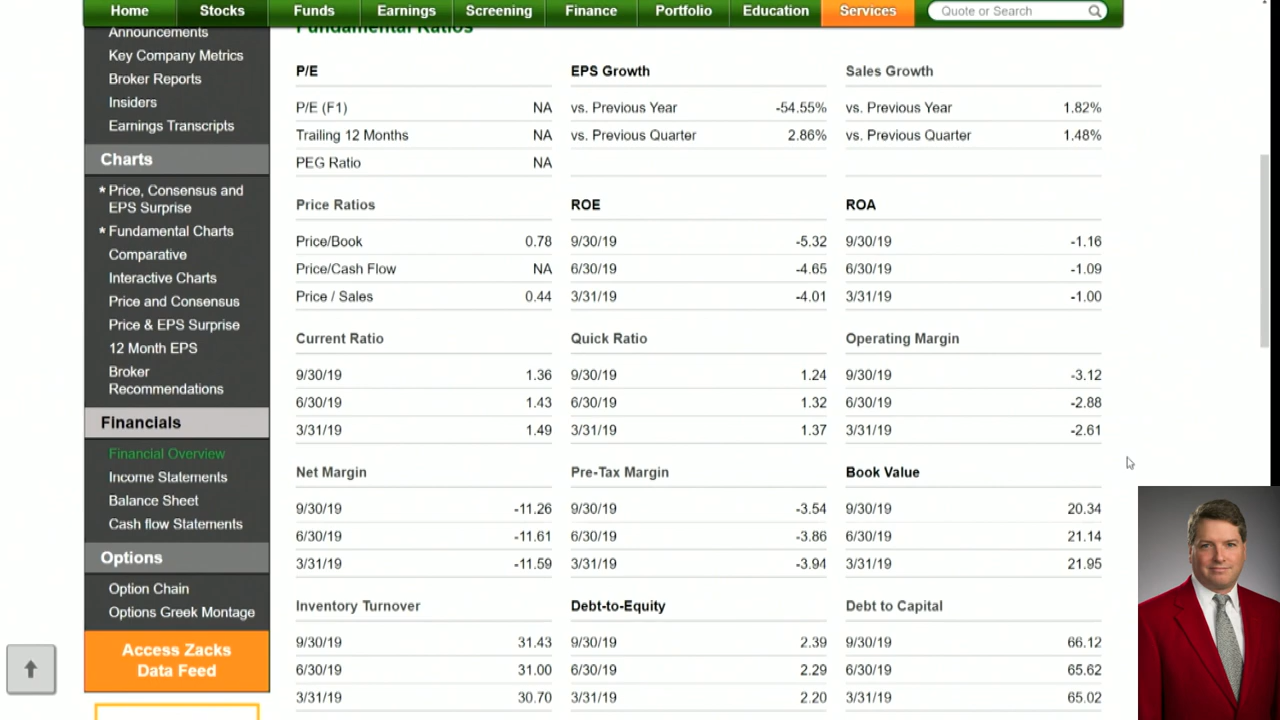 Home
Stocks
Funds
Earnings
Screening
Finance
Portfolio
Education
Services
Quote or Search
Announcements
Key Company Metrics
Broker Reports
Insiders
Earnings Transcripts
Charts
* Price, Consensus and
EPS Surprise
* Fundamental Charts
Comparative
Interactive Charts
Price and Consensus
Price & EPS Surprise
12 Month EPS
Broker
Recommendations
Financials
Financial Overview
Income Statements
Balance Sheet
Cash flow Statements
Options
Option Chain
Options Greek Montage
Access Zacks
Data Feed
Fundamental Ratios
P/E
P/E (F1) NA
Trailing 12 Months NA
PEG Ratio NA
EPS Growth
vs. Previous Year -54.55%
vs. Previous Quarter 2.86%
Sales Growth
vs. Previous Year 1.82%
vs. Previous Quarter 1.48%
Price Ratios
Price/Book 0.78
Price/Cash Flow NA
Price / Sales 0.44
ROE
9/30/19 -5.32
6/30/19 -4.65
3/31/19 -4.01
ROA
9/30/19 -1.16
6/30/19 -1.09
3/31/19 -1.00
Current Ratio
9/30/19 1.36
6/30/19 1.43
3/31/19 1.49
Quick Ratio
9/30/19 1.24
6/30/19 1.32
3/31/19 1.37
Operating Margin
9/30/19 -3.12
6/30/19 -2.88
3/31/19 -2.61
Net Margin
9/30/19 -11.26
6/30/19 -11.61
3/31/19 -11.59
Pre-Tax Margin
9/30/19 -3.54
6/30/19 -3.86
3/31/19 -3.94
Book Value
9/30/19 20.34
6/30/19 21.14
3/31/19 21.95
Inventory Turnover
9/30/19 31.43
6/30/19 31.00
3/31/19 30.70
Debt-to-Equity
9/30/19 2.39
6/30/19 2.29
3/31/19 2.20
Debt to Capital
9/30/19 66.12
6/30/19 65.62
3/31/19 65.02